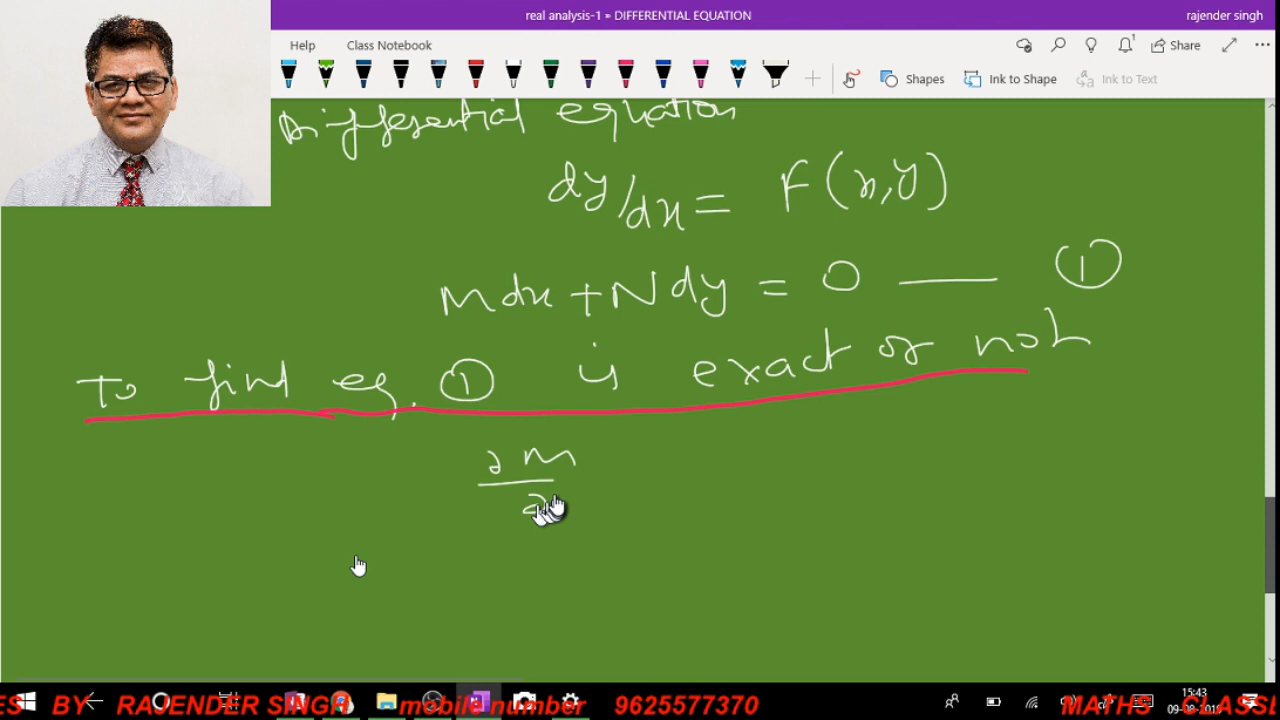 real analysis-1 » DIFFERENTIAL EQUATION
rajender singh
Help Class Notebook
Share
Shapes Ink to Shape Ink to Text
Differential equation
dy/dx = F(x,y)
Mdx + Ndy = 0 —— ①
To find eq. ① is exact or not
∂M
∂
ES BY RAJENDER SINGH mobile number 9625577370 MATHS CLASSE
15:43